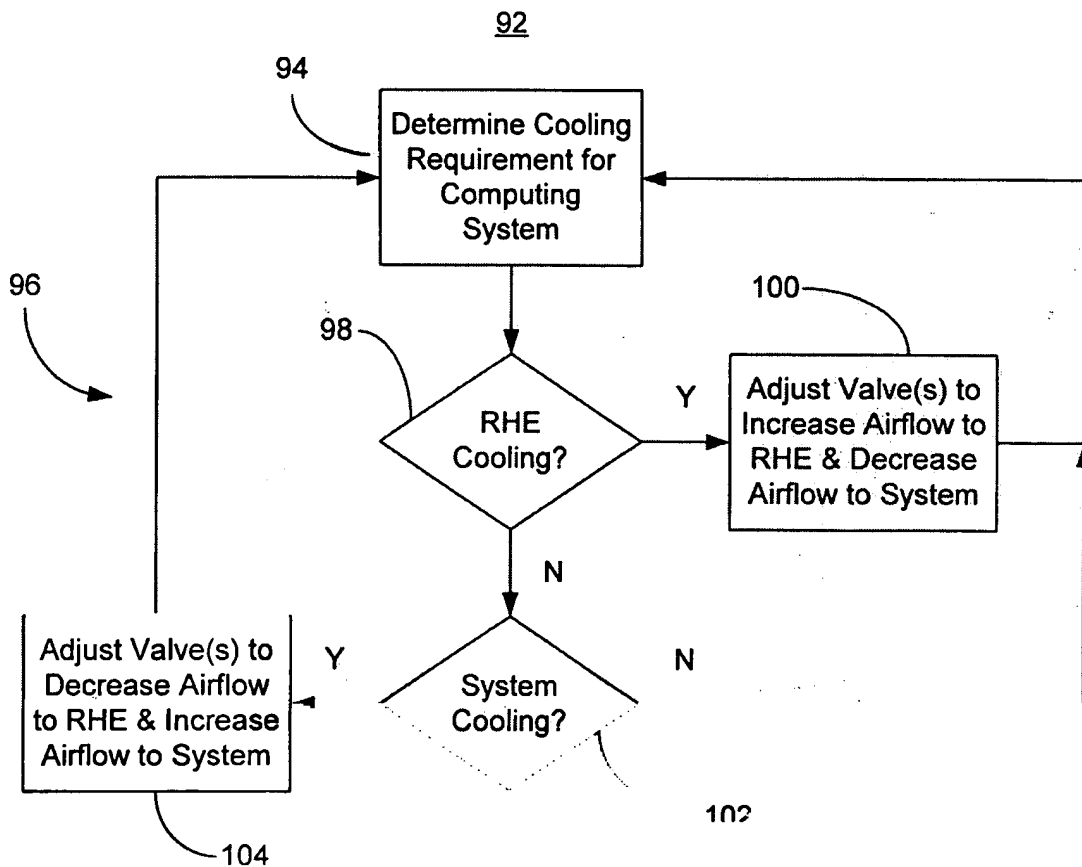 92
94
Determine Cooling
Requirement for
Computing
System
96
98
RHE
Cooling?
Y
100
Adjust Valve(s) to
Increase Airflow to
RHE & Decrease
Airflow to System
N
Adjust Valve(s) to
Decrease Airflow
to RHE & Increase
Airflow to System
Y
System
Cooling?
N
102
104